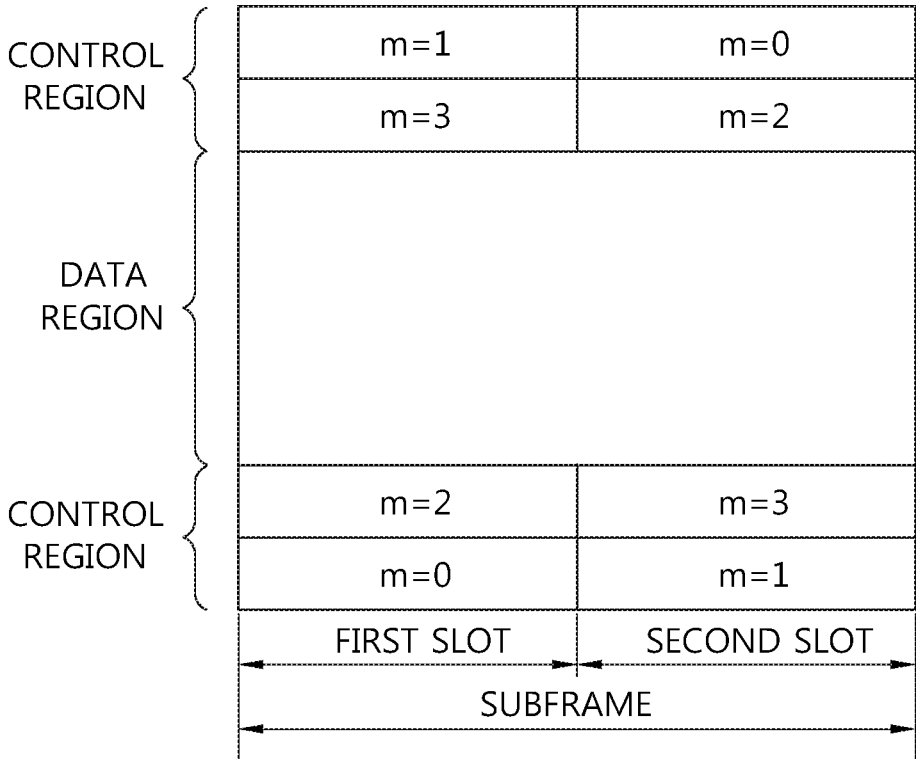 CONTROL
REGION
m=1
m=0
m=3
m=2
DATA
REGION
CONTROL
REGION
m=2
m=3
m=0
m=1
FIRST SLOT
SECOND SLOT
SUBFRAME